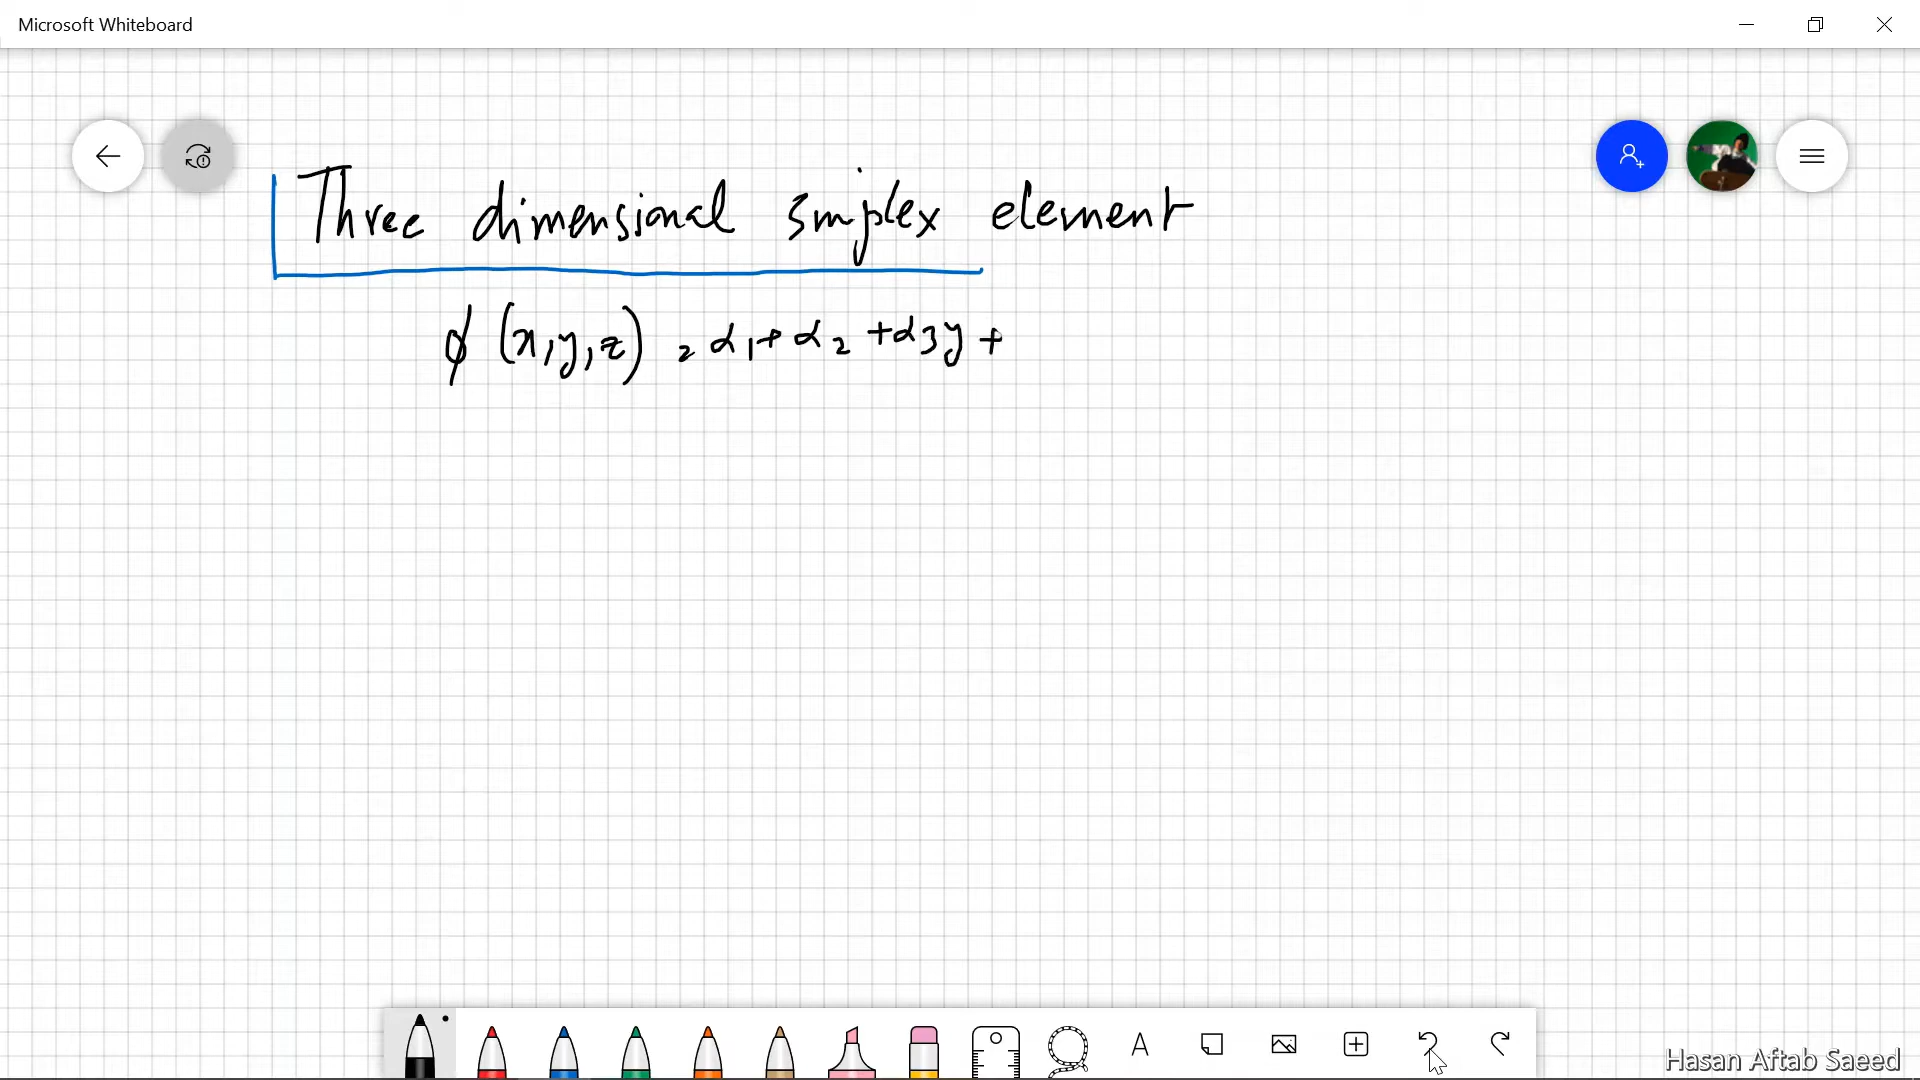 Microsoft Whiteboard
Three dimensional simplex element
ϕ (x,y,z) = α1 + α2 + α3y +
A
Hasan Aftab Saeed